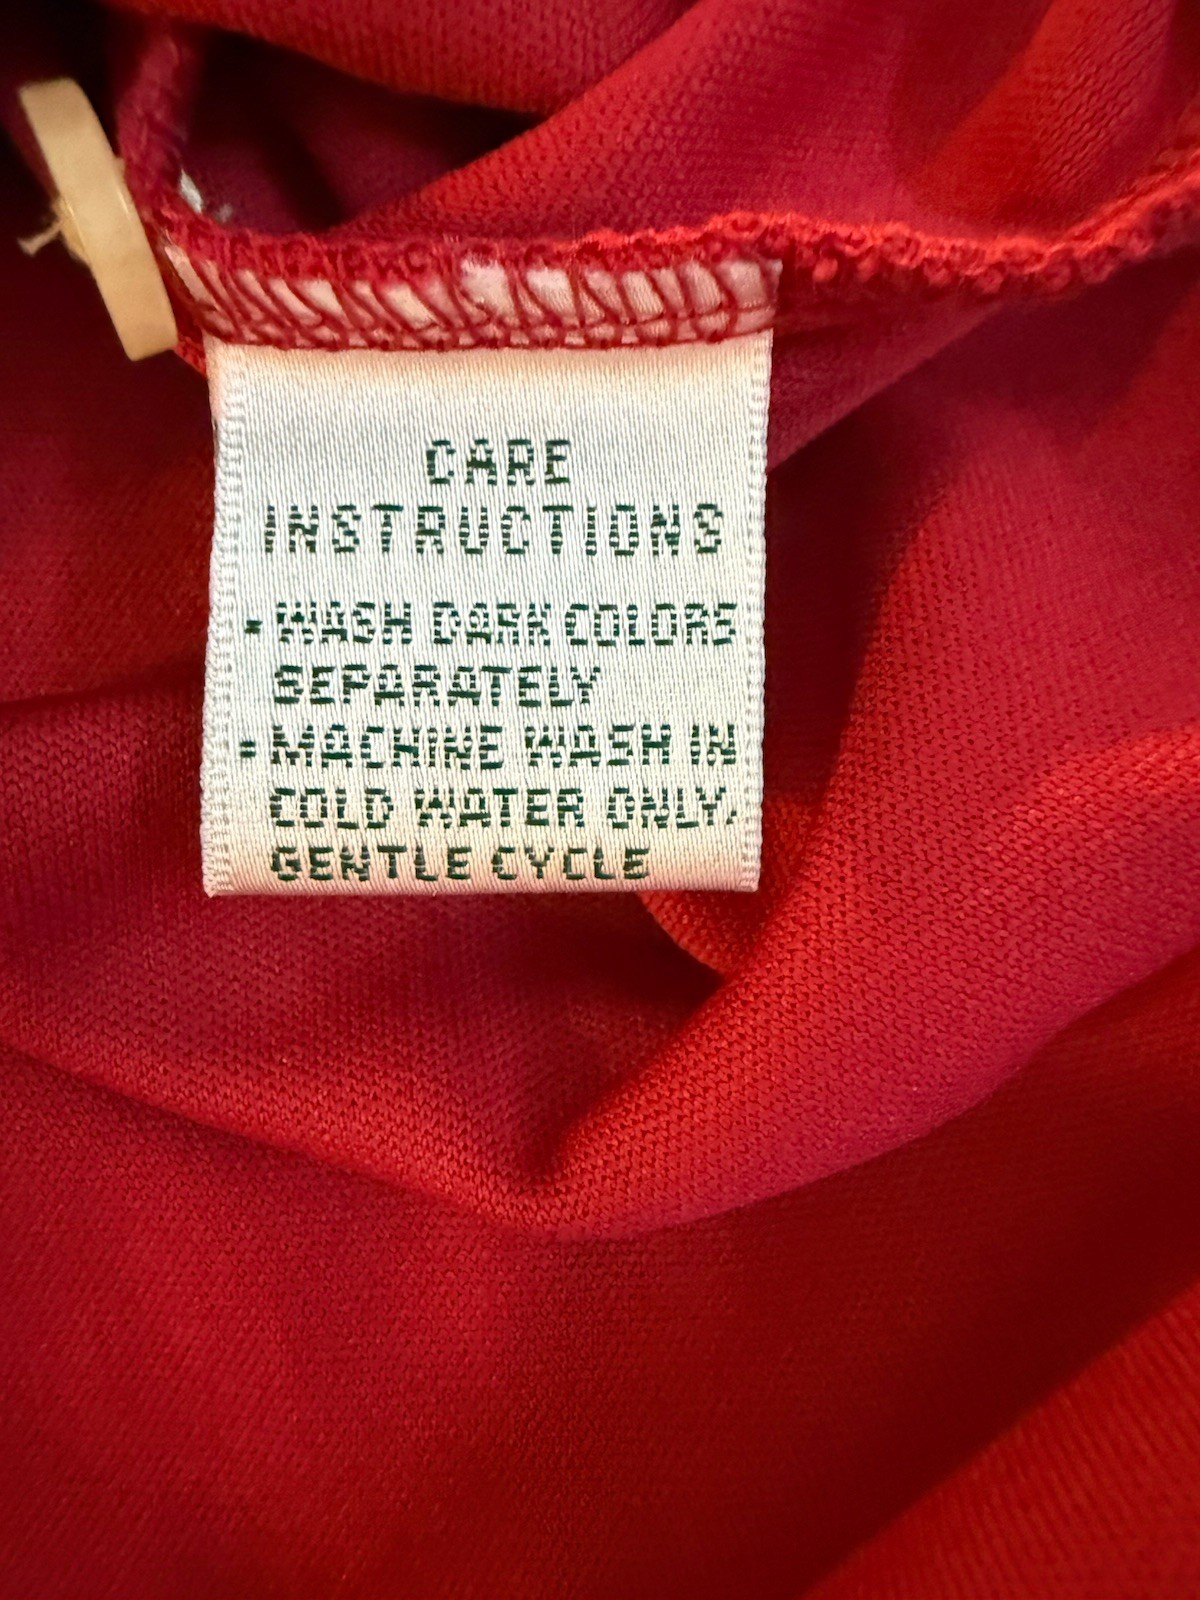 CARE
INSTRUCTIONS
• WASH DARK COLORS
SEPARATELY
• MACHINE WASH IN
COLD WATER ONLY,
GENTLE CYCLE